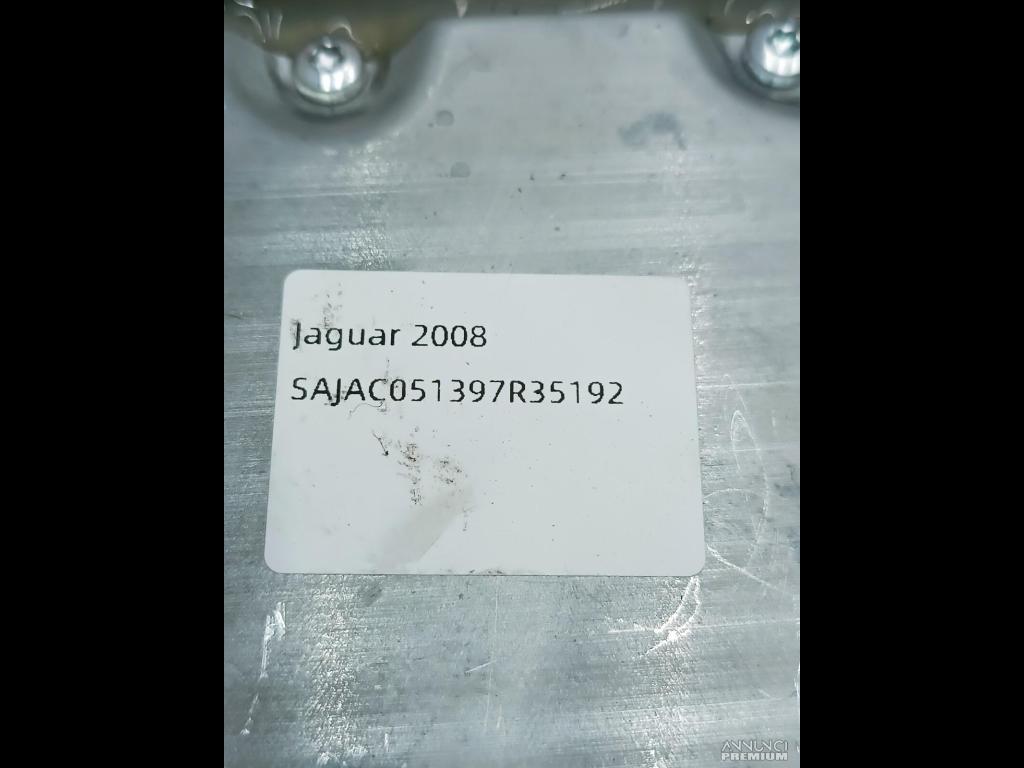 Jaguar 2008
SAJAC051397R35192
ANNUNCI
PREMIUM